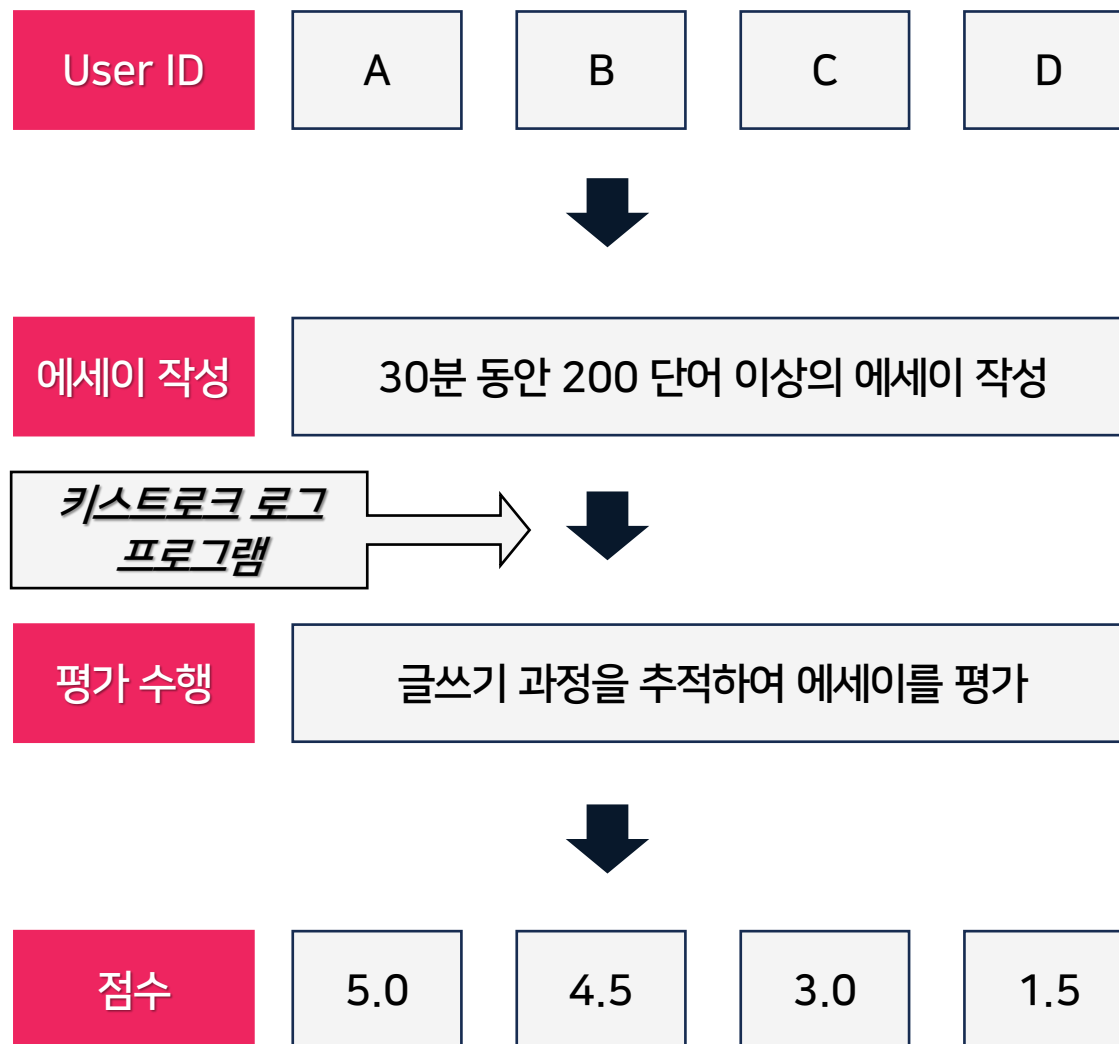 User ID A B C D
에세이 작성 30분 동안 200 단어 이상의 에세이 작성
키스트로크 로그
프로그램
평가 수행 글쓰기 과정을 추적하여 에세이를 평가
점수 5.0 4.5 3.0 1.5